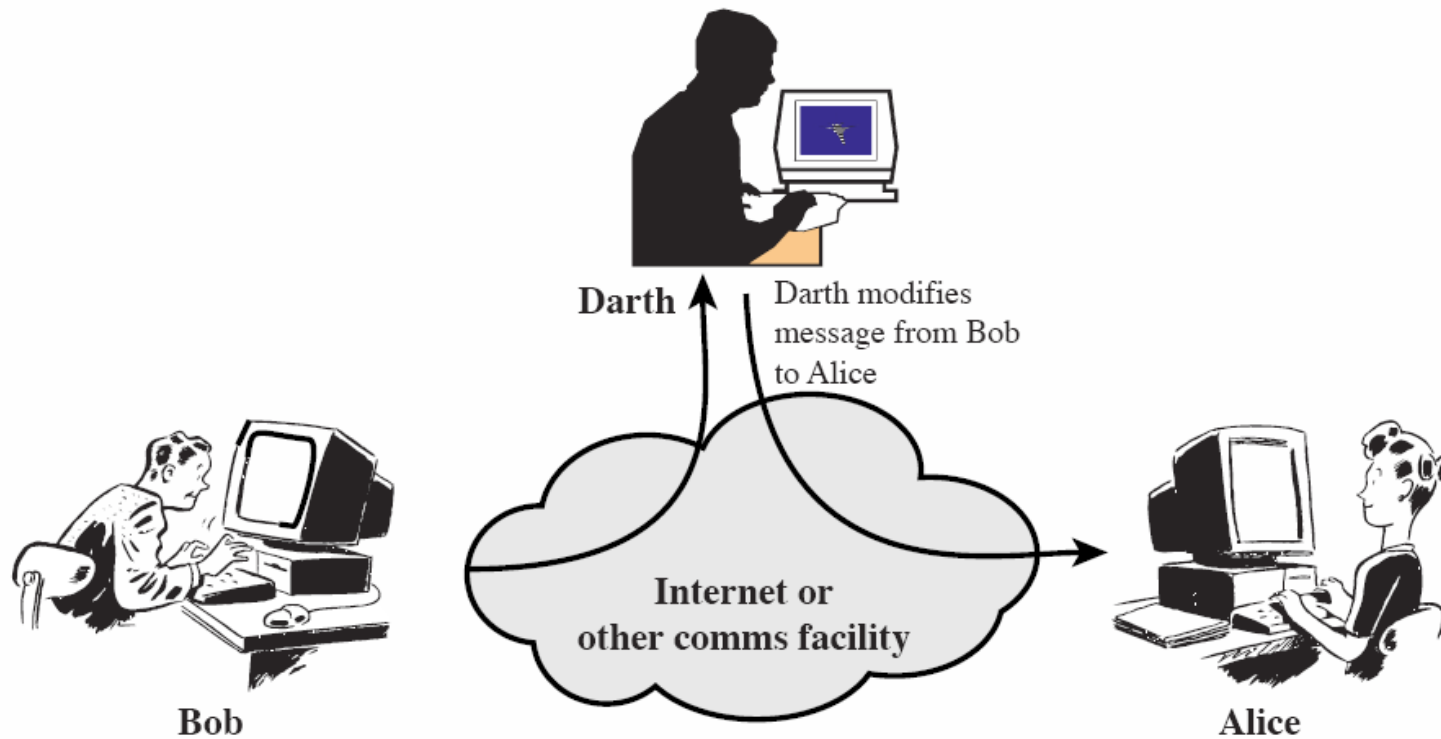 Darth
Darth modifies
message from Bob
to Alice
Internet or
other comms facility
Bob
Alice